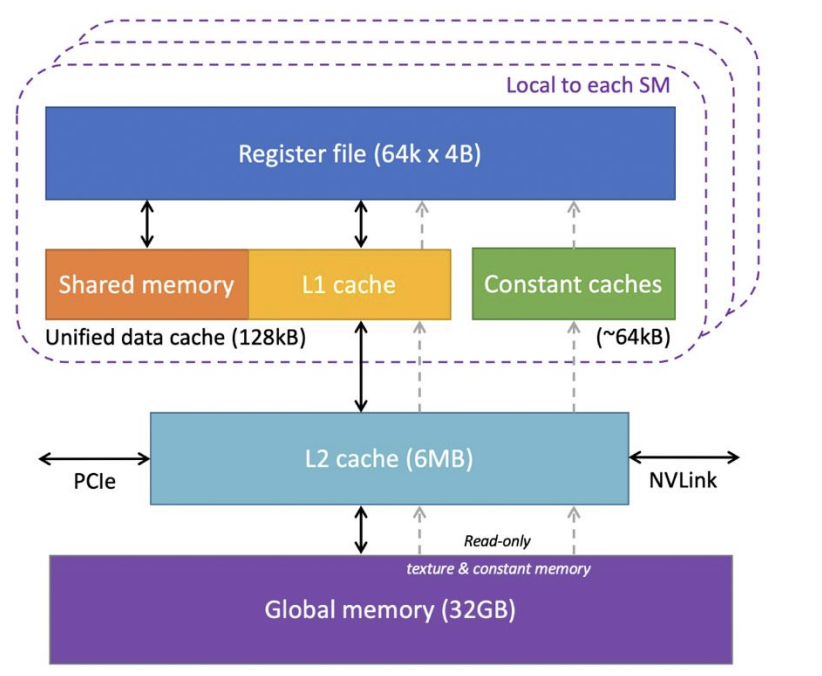 Local to each SM
Register file (64k x 4B)
Shared memory
L1 cache
Constant caches
Unified data cache (128kB)
(~64kB)
L2 cache (6MB)
PCIe
NVLink
Read-only
texture & constant memory
Global memory (32GB)